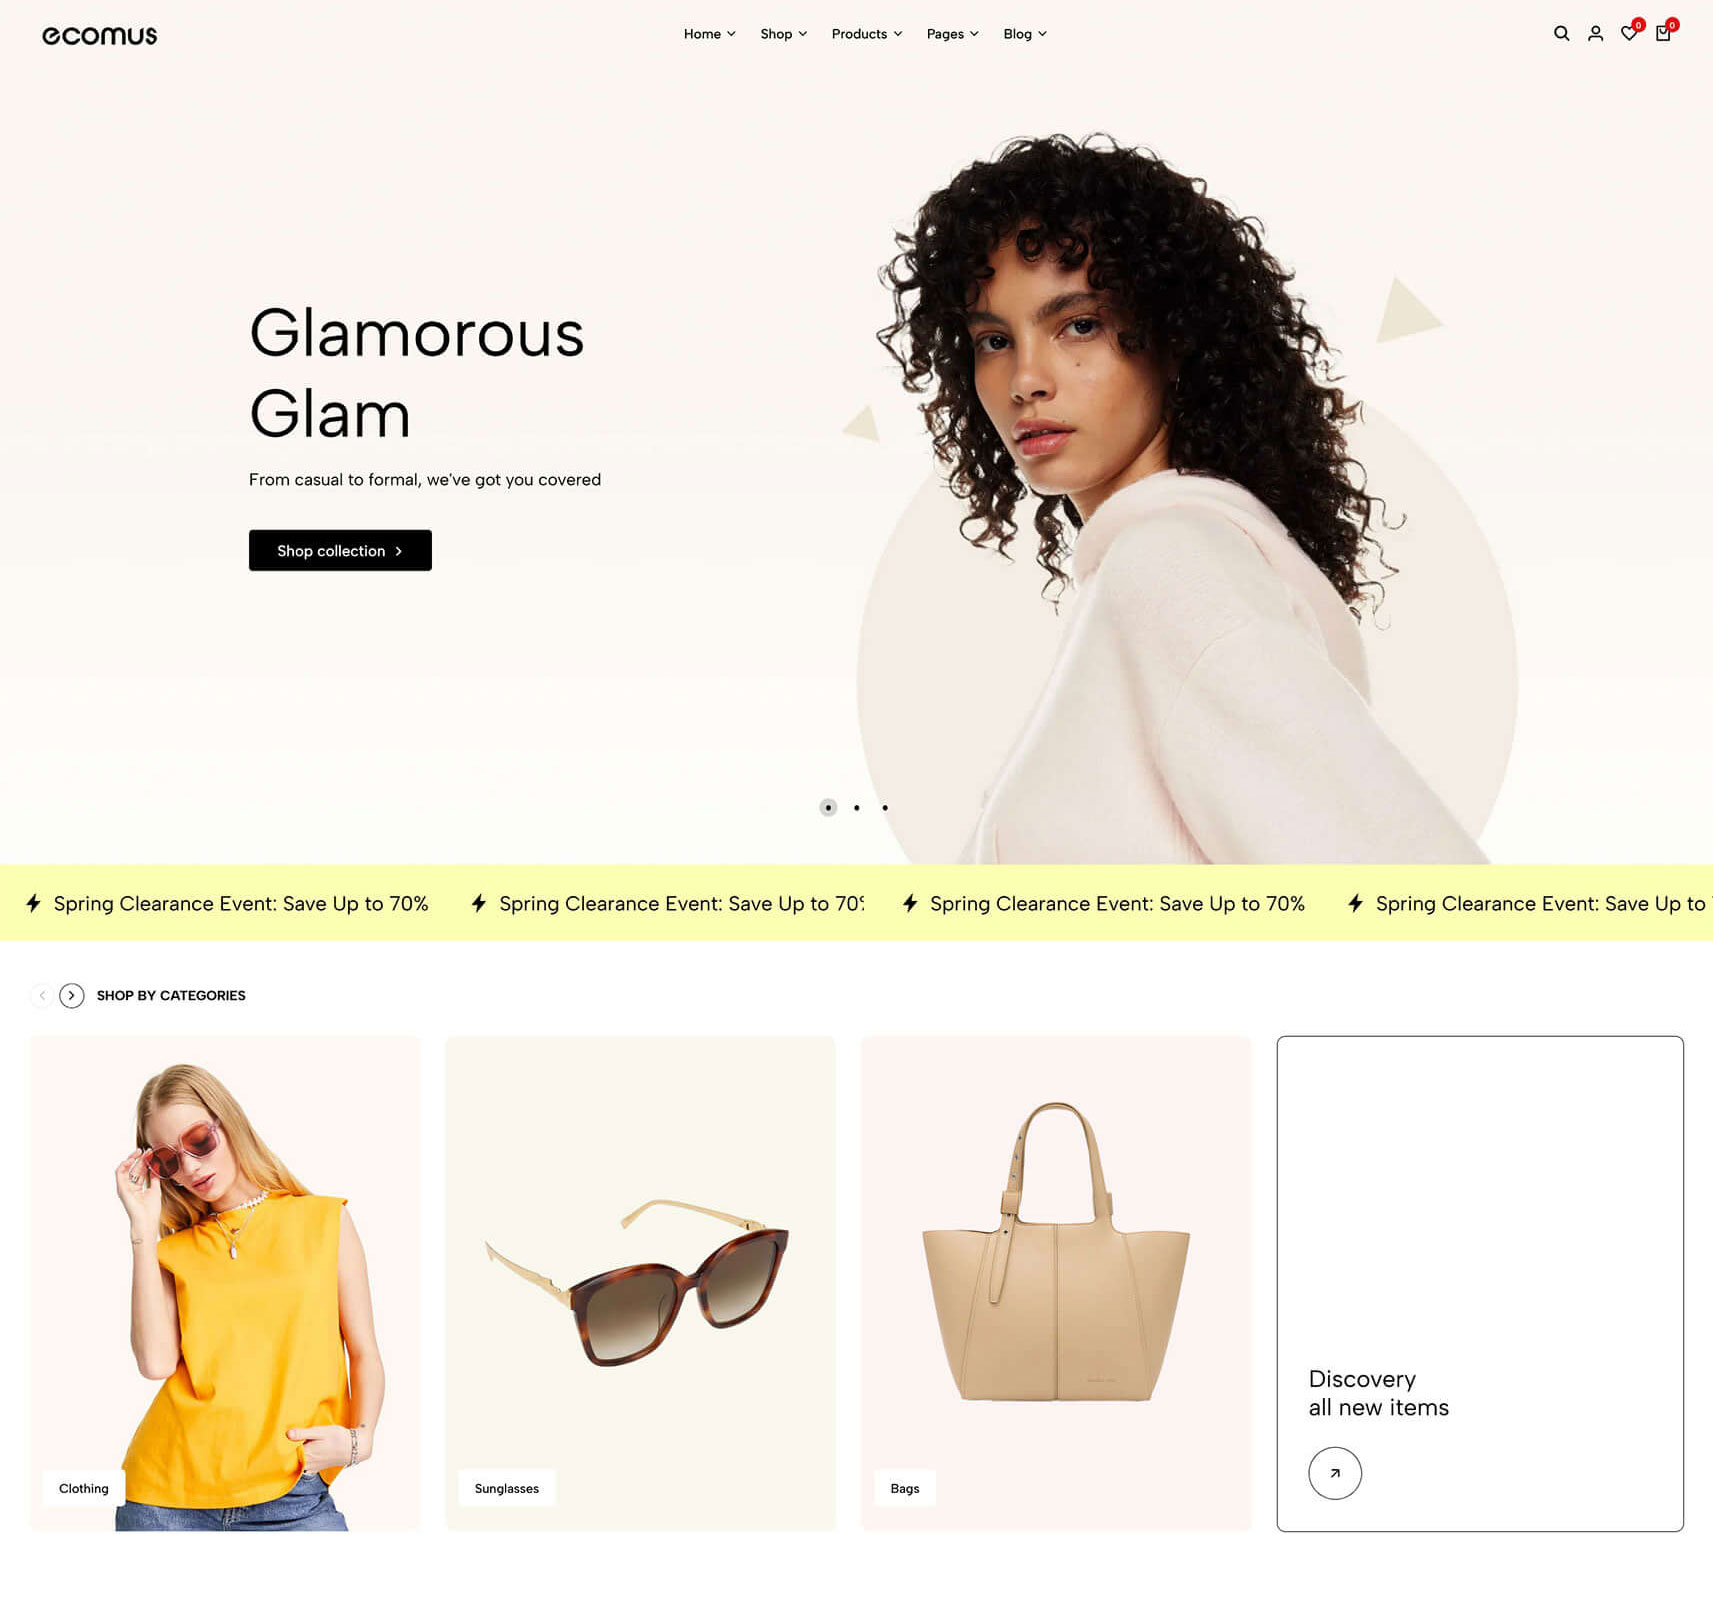 ecomus
Home Shop Products Pages Blog
0 0
Glamorous
Glam
From casual to formal, we've got you covered
Shop collection
Spring Clearance Event: Save Up to 70% Spring Clearance Event: Save Up to 70% Spring Clearance Event: Save Up to 70% Spring Clearance Event: Save Up to
SHOP BY CATEGORIES
Clothing
Sunglasses
Bags
Discovery
all new items